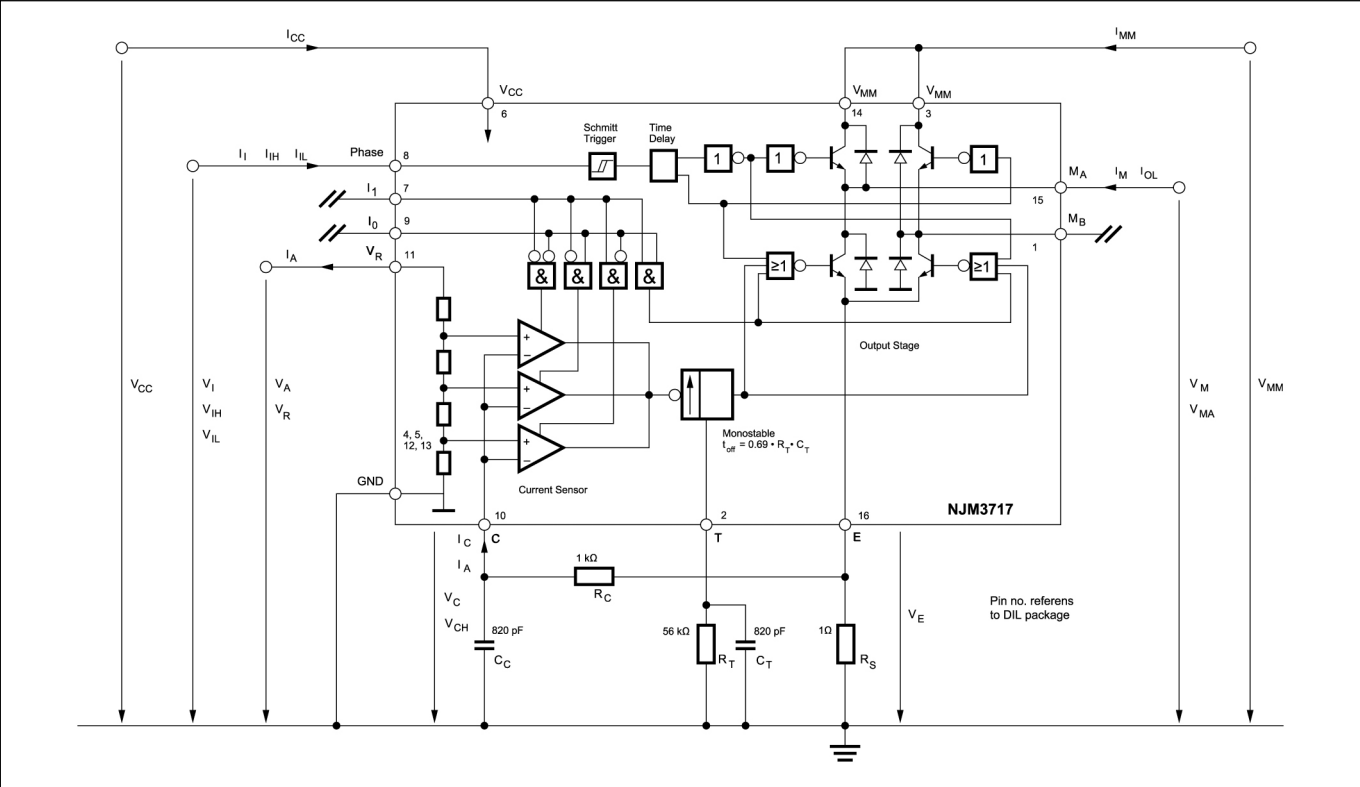 I_CC
I_MM
V_CC
6
V_MM
14
V_MM
3
Schmitt
Trigger
Time
Delay
I_I I_IH I_IL
Phase 8
1
1
1
M_A
I_M I_OL
15
I_1 7
I_0 9
M_B
1
I_A
V_R 11
& & & &
≥1
≥1
+
−
+
−
+
−
Output Stage
V_CC
V_I
V_IH
V_IL
V_A
V_R
V_M
V_MA
V_MM
4, 5,
12, 13
Monostable
t_off = 0.69 • R_T • C_T
GND
Current Sensor
NJM3717
10
C
2
T
16
E
I_C
I_A
1 kΩ
R_C
V_C
V_CH
V_E
Pin no. referens
to DIL package
820 pF
C_C
56 kΩ
R_T
820 pF
C_T
1Ω
R_S